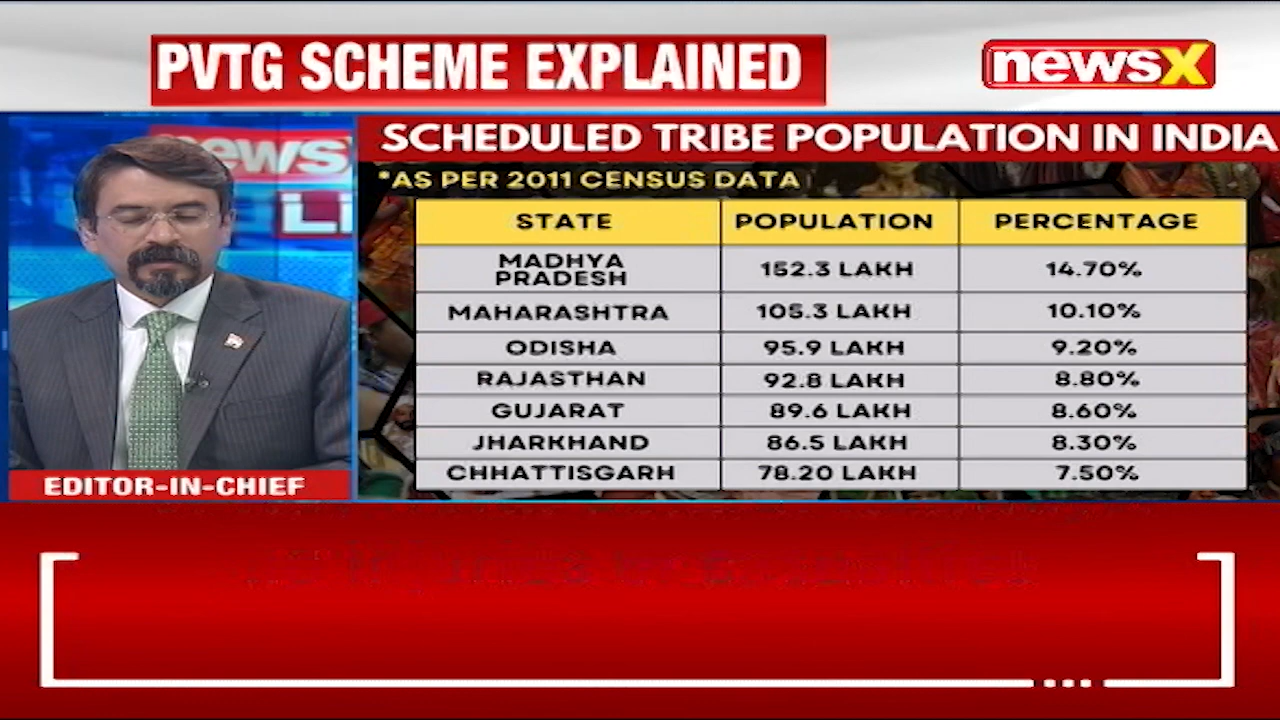 PVTG SCHEME EXPLAINED
newsX
news
LI
SCHEDULED TRIBE POPULATION IN INDIA
*AS PER 2011 CENSUS DATA
STATE POPULATION PERCENTAGE
MADHYA
PRADESH 152.3 LAKH 14.70%
MAHARASHTRA 105.3 LAKH 10.10%
ODISHA 95.9 LAKH 9.20%
RAJASTHAN 92.8 LAKH 8.80%
GUJARAT 89.6 LAKH 8.60%
JHARKHAND 86.5 LAKH 8.30%
CHHATTISGARH 78.20 LAKH 7.50%
EDITOR-IN-CHIEF